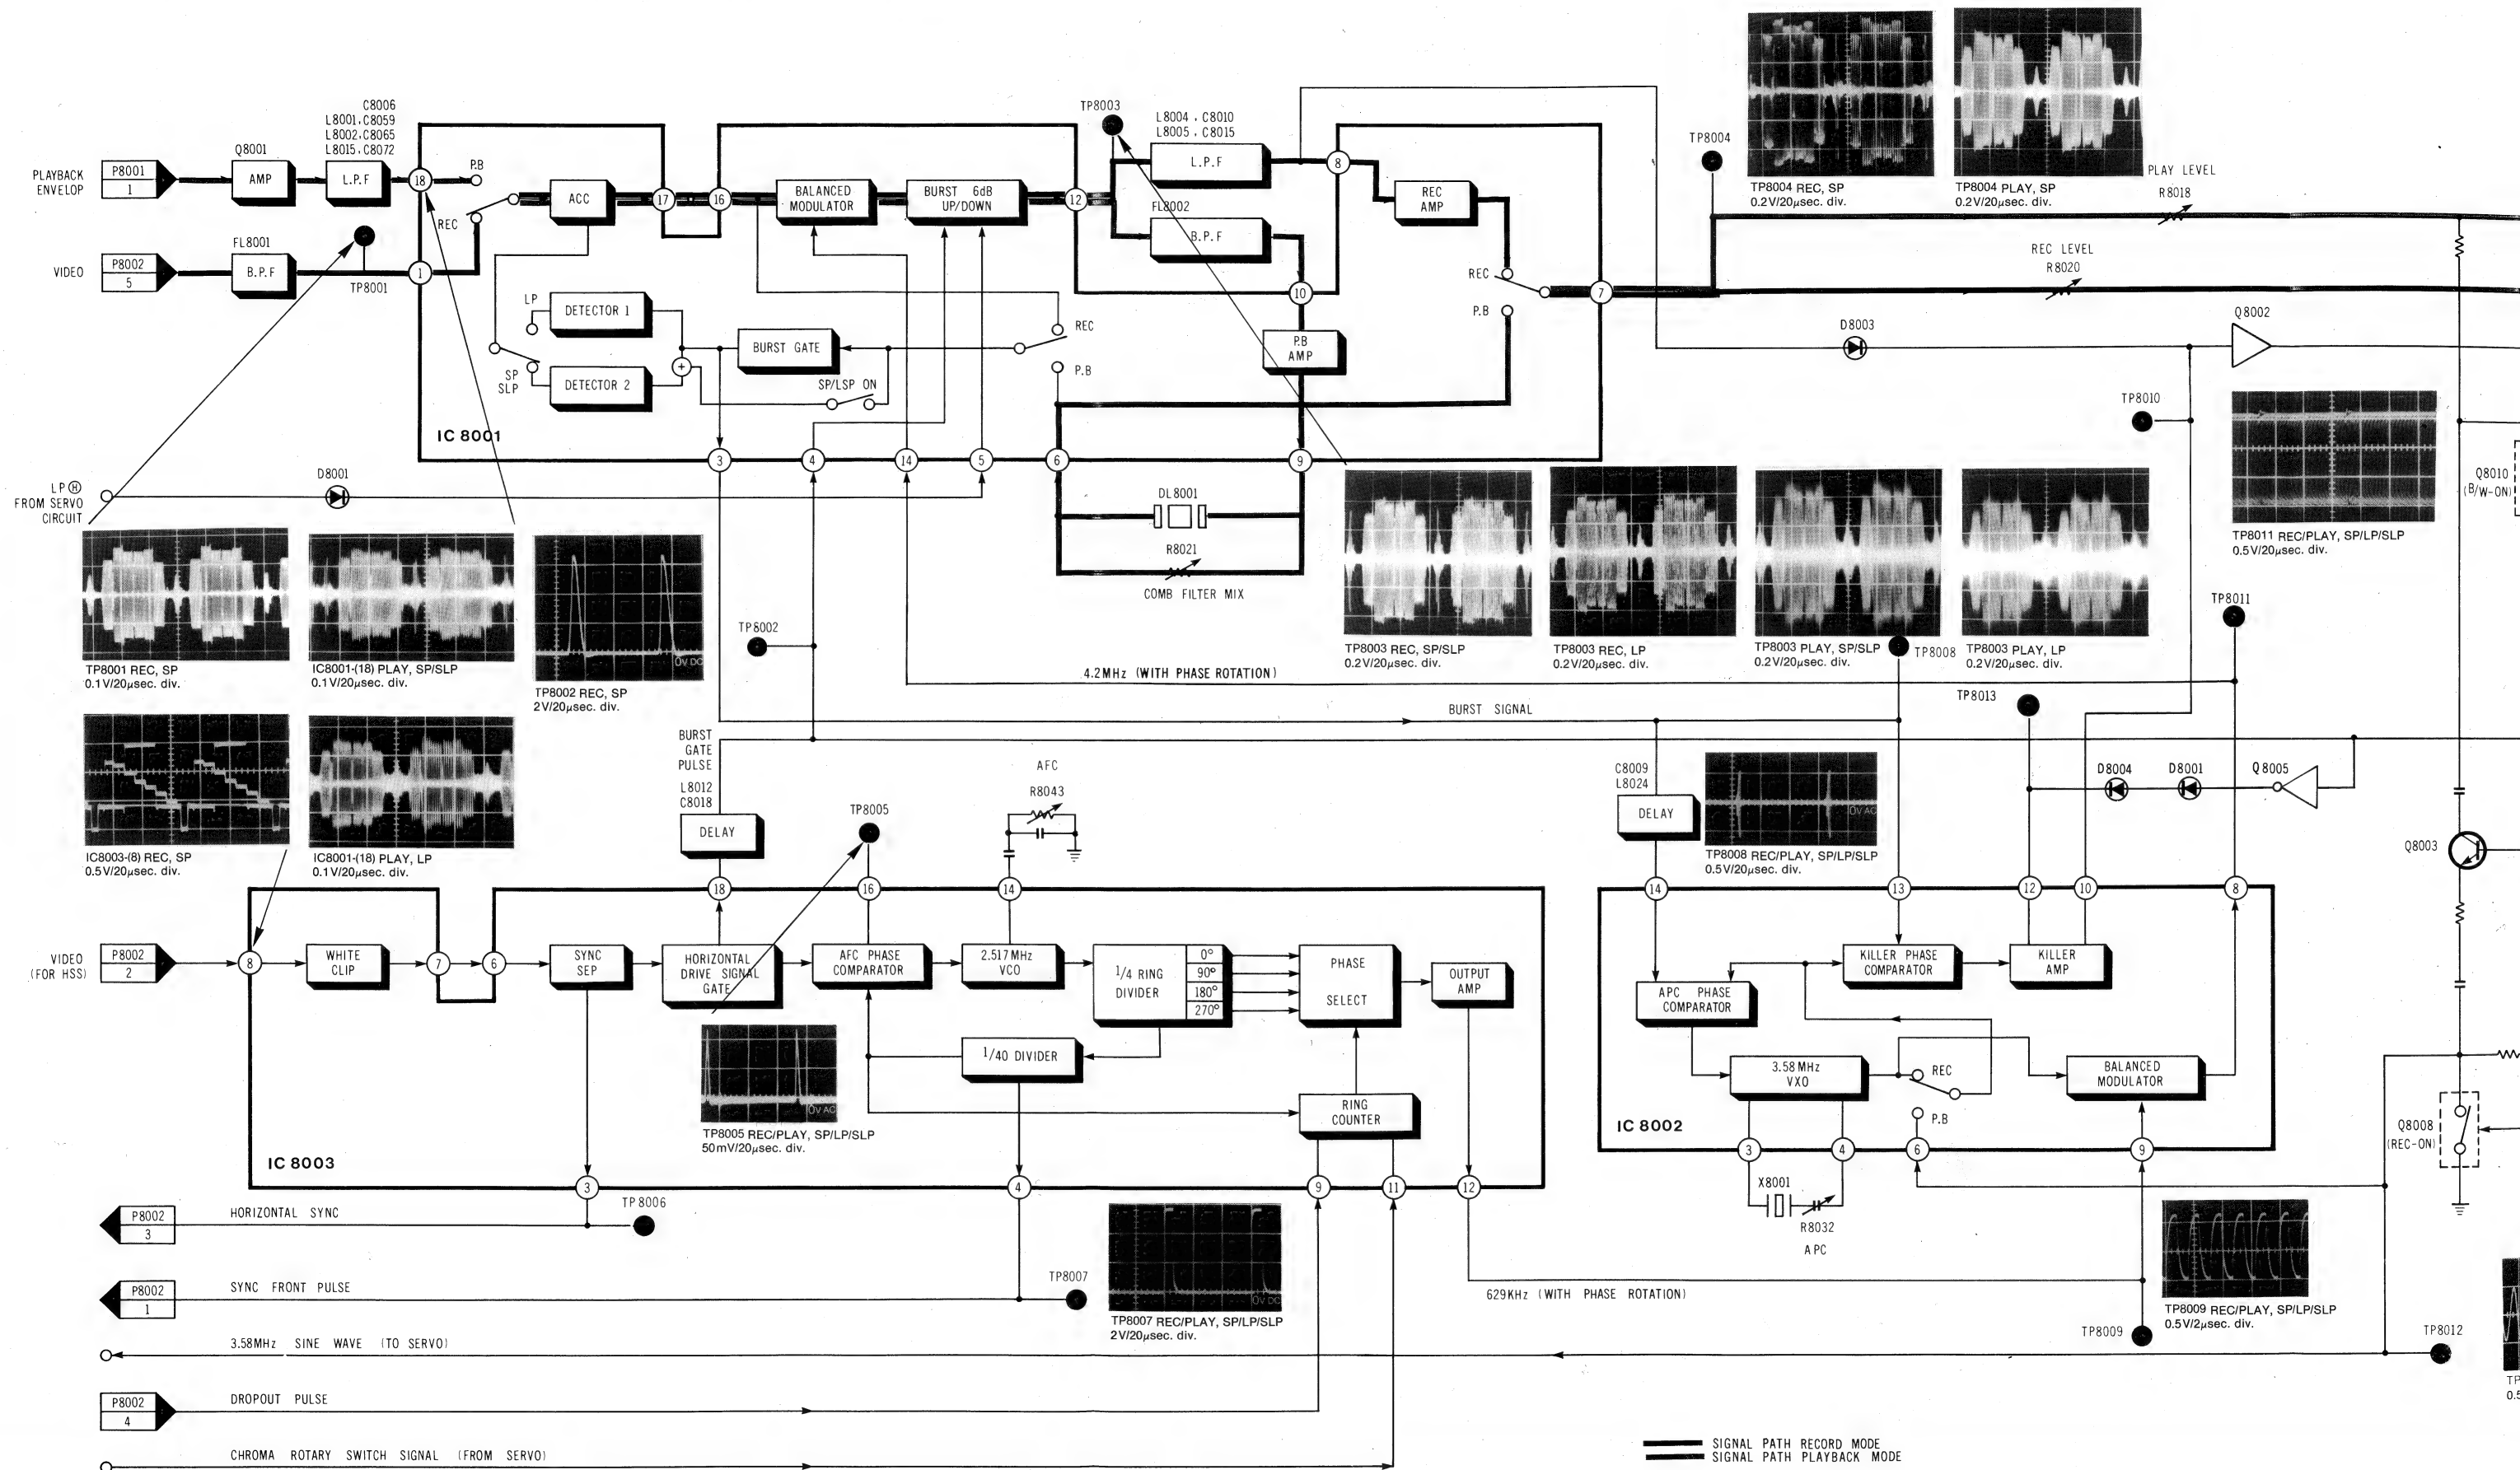 C8006
L8001, C8059
L8002, C8065
L8015, C8072
PLAYBACK
ENVELOP
P8001
1
Q8001
AMP
L.P.F
18
P.B
REC
VIDEO
P8002
5
FL8001
B.P.F
TP8001
1
ACC
17
16
BALANCED
MODULATOR
BURST 6dB
UP/DOWN
12
TP8003
L8004, C8010
L8005, C8015
L.P.F
FL8002
B.P.F
8
10
REC
AMP
REC
P.B
7
P.B
AMP
LP
DETECTOR 1
SP
SLP
DETECTOR 2
+
BURST GATE
SP/LSP ON
REC
P.B
IC 8001
3
4
14
5
6
9
TP8004
TP8004 REC, SP
0.2V/20μsec. div.
TP8004 PLAY, SP
0.2V/20μsec. div.
PLAY LEVEL
R8018
REC LEVEL
R8020
D8003
Q8002
TP8010
TP8011 REC/PLAY, SP/LP/SLP
0.5V/20μsec. div.
Q8010
(B/W-ON)
LP Ⓗ
FROM SERVO
CIRCUIT
D8001
DL8001
R8021
COMB FILTER MIX
TP8001 REC, SP
0.1V/20μsec. div.
IC8001-(18) PLAY, SP/SLP
0.1V/20μsec. div.
0V DC
TP8002 REC, SP
2V/20μsec. div.
TP8002
TP8003 REC, SP/SLP
0.2V/20μsec. div.
TP8003 REC, LP
0.2V/20μsec. div.
TP8003 PLAY, SP/SLP
0.2V/20μsec. div.
TP8008
TP8003 PLAY, LP
0.2V/20μsec. div.
TP8011
4.2MHz (WITH PHASE ROTATION)
TP8013
BURST SIGNAL
IC8003-(8) REC, SP
0.5V/20μsec. div.
IC8001-(18) PLAY, LP
0.1V/20μsec. div.
BURST
GATE
PULSE
L8012
C8018
DELAY
TP8005
AFC
R8043
C8009
L8024
DELAY
0V AC
TP8008 REC/PLAY, SP/LP/SLP
0.5V/20μsec. div.
D8004
D8001
Q8005
Q8003
18
16
14
14
13
12
10
8
VIDEO
(FOR HSS)
P8002
2
8
WHITE
CLIP
7
6
SYNC
SEP
HORIZONTAL
DRIVE SIGNAL
GATE
AFC PHASE
COMPARATOR
2.517MHz
VCO
1/4 RING
DIVIDER
0°
90°
180°
270°
PHASE
SELECT
OUTPUT
AMP
1/40 DIVIDER
RING
COUNTER
0V AC
TP8005 REC/PLAY, SP/LP/SLP
50mV/20μsec. div.
IC 8003
3
4
9
11
12
KILLER PHASE
COMPARATOR
KILLER
AMP
APC PHASE
COMPARATOR
3.58MHz
VXO
REC
P.B
BALANCED
MODULATOR
IC 8002
3
4
6
9
X8001
R8032
APC
Q8008
(REC-ON)
P8002
3
HORIZONTAL SYNC
TP8006
P8002
1
SYNC FRONT PULSE
TP8007
0V DC
TP8007 REC/PLAY, SP/LP/SLP
2V/20μsec. div.
629KHz (WITH PHASE ROTATION)
TP8009 REC/PLAY, SP/LP/SLP
0.5V/2μsec. div.
TP8009
TP8012
TP
0.5
3.58MHz SINE WAVE (TO SERVO)
P8002
4
DROPOUT PULSE
CHROMA ROTARY SWITCH SIGNAL (FROM SERVO)
SIGNAL PATH RECORD MODE
SIGNAL PATH PLAYBACK MODE